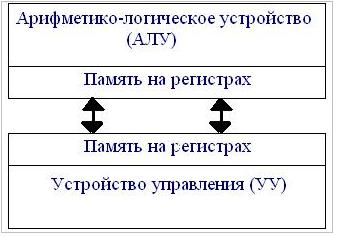 Арифметико-логическое устройство
(АЛУ)
Память на регистрах
Память на регистрах
Устройство управления (УУ)